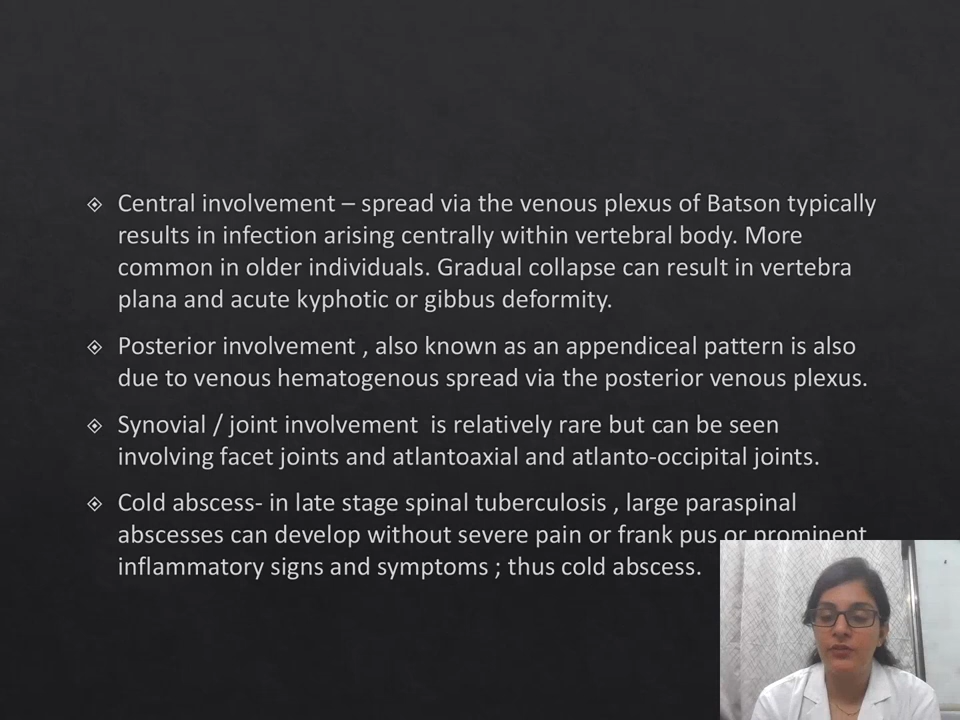 Central involvement – spread via the venous plexus of Batson typically
results in infection arising centrally within vertebral body. More
common in older individuals. Gradual collapse can result in vertebra
plana and acute kyphotic or gibbus deformity.
Posterior involvement , also known as an appendiceal pattern is also
due to venous hematogenous spread via the posterior venous plexus.
Synovial / joint involvement is relatively rare but can be seen
involving facet joints and atlantoaxial and atlanto-occipital joints.
Cold abscess- in late stage spinal tuberculosis , large paraspinal
abscesses can develop without severe pain or frank pus or prominent
inflammatory signs and symptoms ; thus cold abscess.